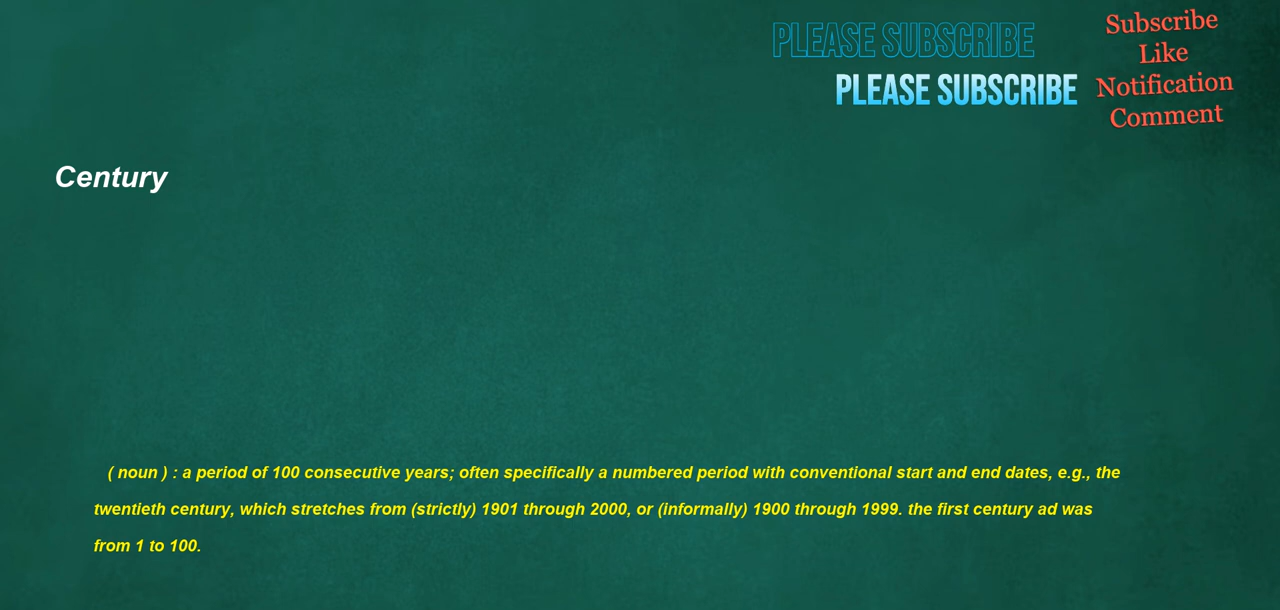 PLEASE SUBSCRIBE
PLEASE SUBSCRIBE
Subscribe
Like
Notification
Comment
Century
( noun ) : a period of 100 consecutive years; often specifically a numbered period with conventional start and end dates, e.g., the
twentieth century, which stretches from (strictly) 1901 through 2000, or (informally) 1900 through 1999. the first century ad was
from 1 to 100.